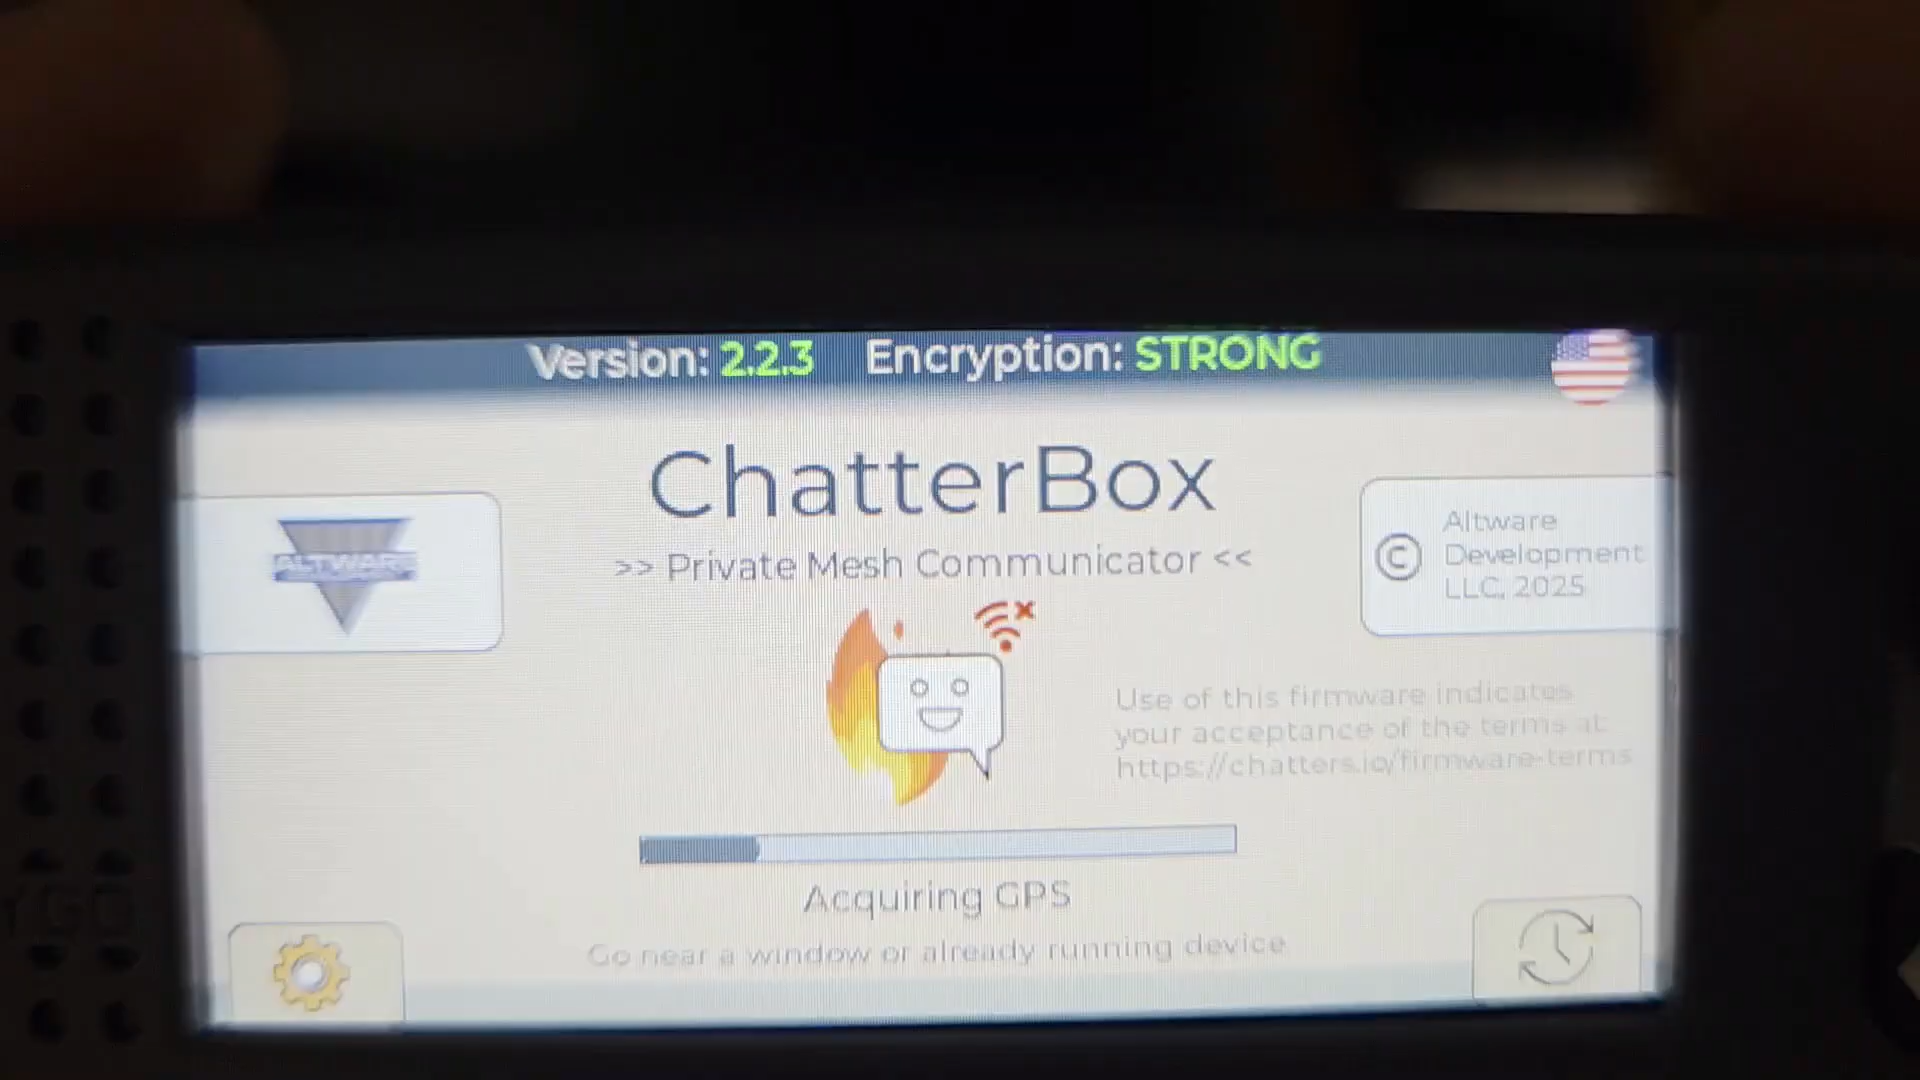 Version: 2.2.3 Encryption: STRONG
ChatterBox
>> Private Mesh Communicator <<
ALTWARE
© Altware
Development
LLC, 2025
Use of this firmware indicates
your acceptance of the terms at
https://chatters.io/firmware-terms
Acquiring GPS
Go near a window or already running device